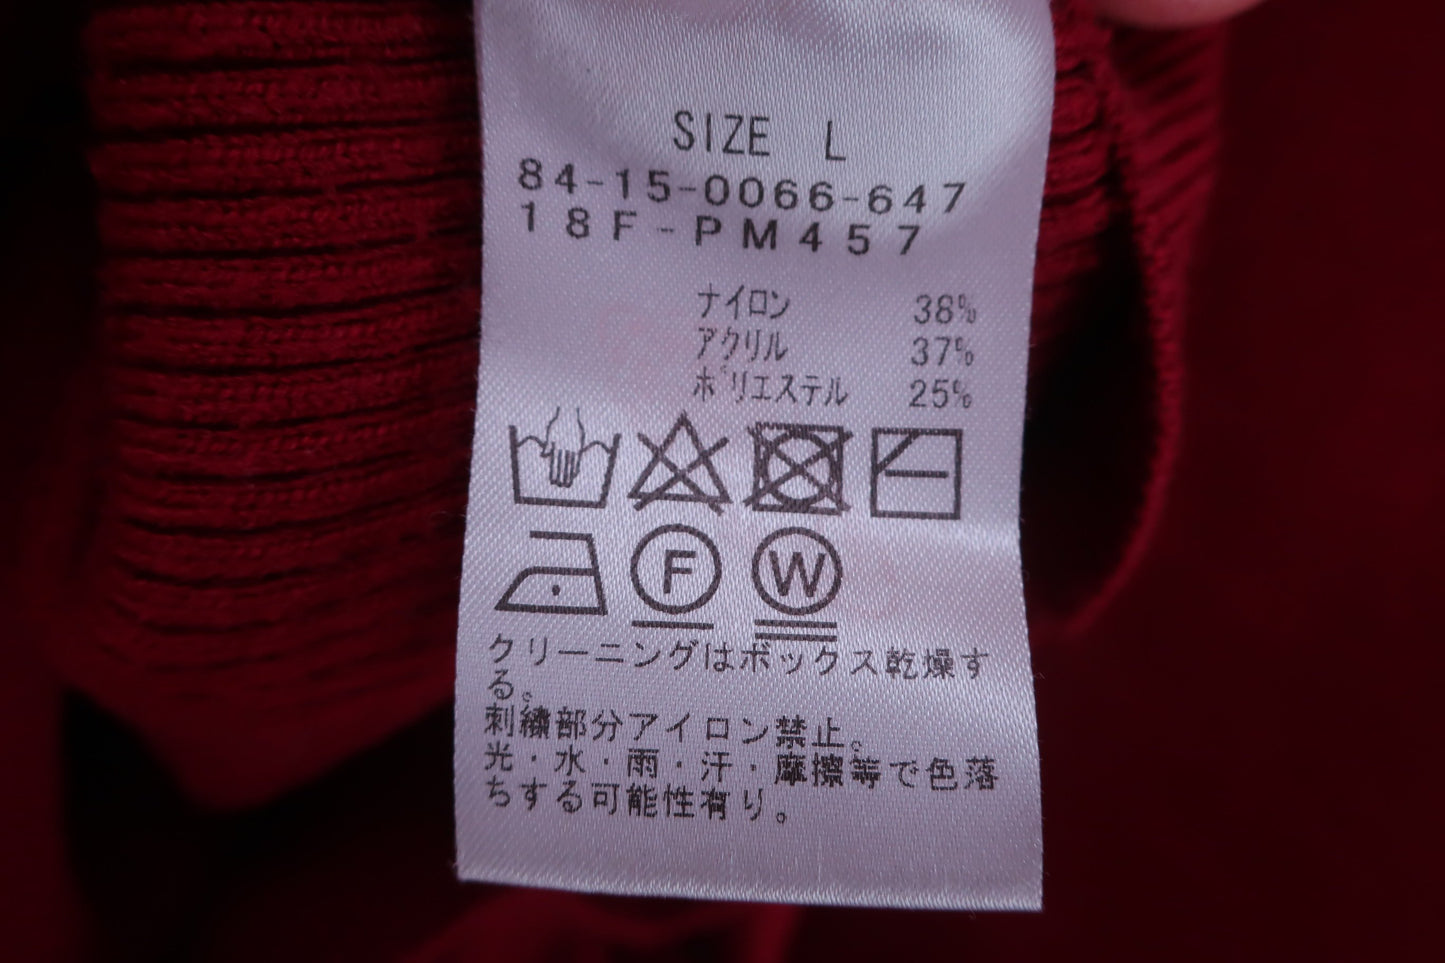 SIZE L
84-15-0066-647
18F-PM457
ナイロン 38%
アクリル 37%
ポリエステル 25%
F W
クリーニングはボックス乾燥す
る。
刺繍部分アイロン禁止。
光・水・雨・汗・摩擦等で色落
ちする可能性有り。